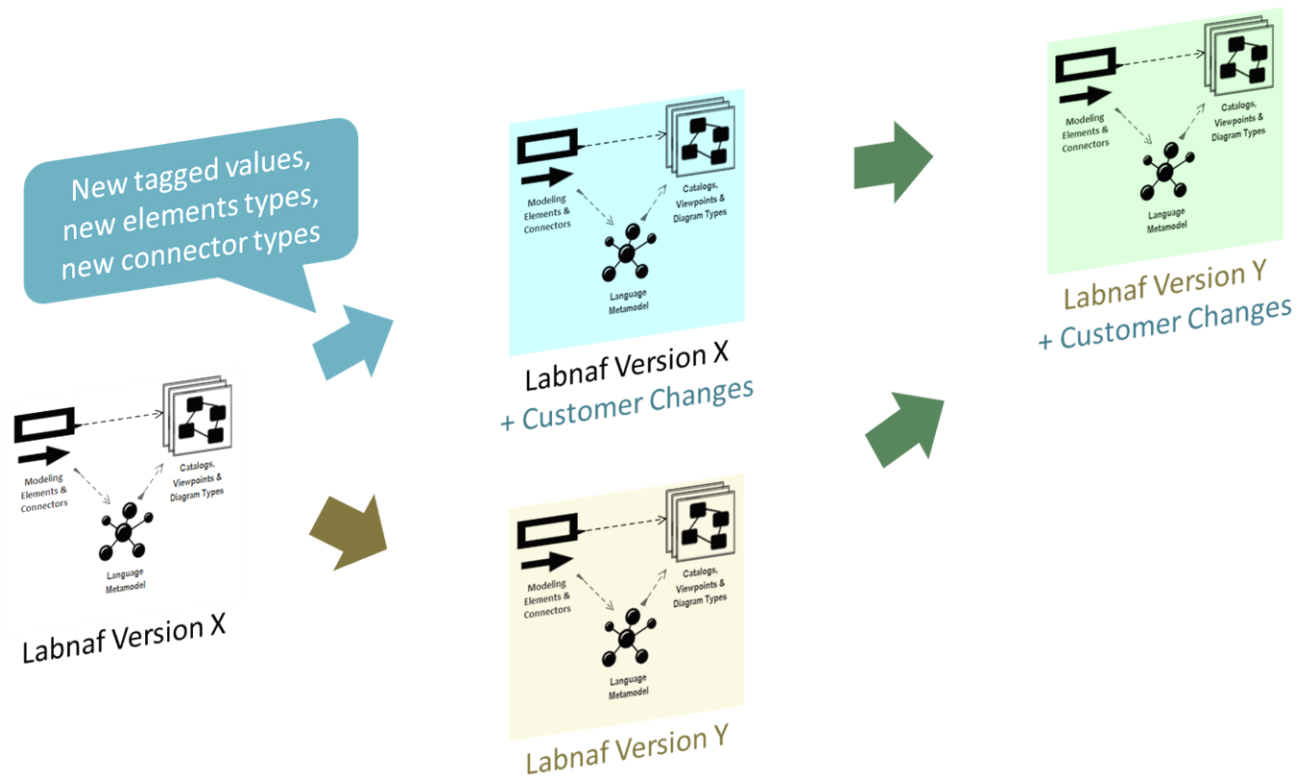 New tagged values,
new elements types,
new connector types
Modeling
Elements &
Connectors
Catalogs,
Viewpoints &
Diagram Types
Language
Metamodel
Labnaf Version X
Modeling
Elements &
Connectors
Catalogs,
Viewpoints &
Diagram Types
Language
Metamodel
Labnaf Version X
+ Customer Changes
Modeling
Elements &
Connectors
Catalogs,
Viewpoints &
Diagram Types
Language
Metamodel
Labnaf Version Y
Modeling
Elements &
Connectors
Catalogs,
Viewpoints &
Diagram Types
Language
Metamodel
Labnaf Version Y
+ Customer Changes